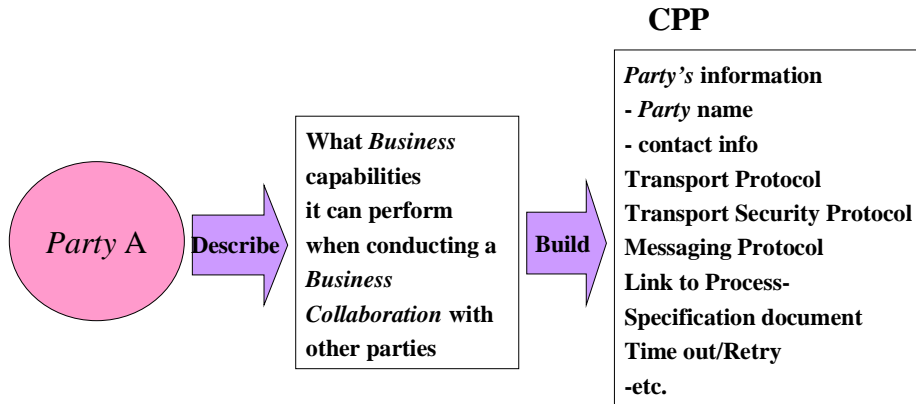 CPP
Party A
Describe
What Business
capabilities
it can perform
when conducting a
Business
Collaboration with
other parties
Build
Party's information
- Party name
- contact info
Transport Protocol
Transport Security Protocol
Messaging Protocol
Link to Process-
Specification document
Time out/Retry
-etc.